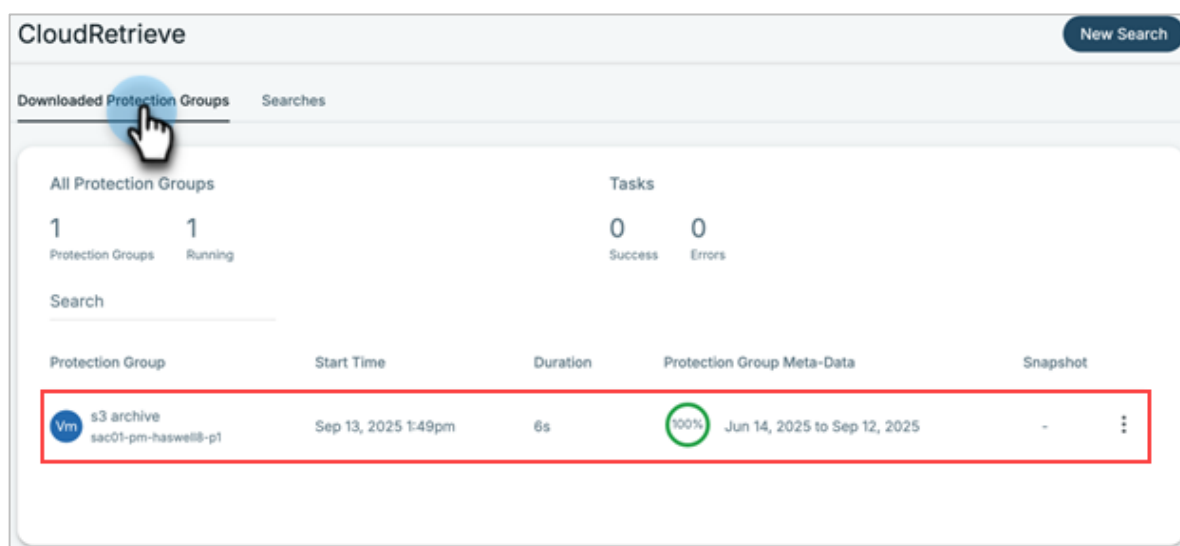 CloudRetrieve
New Search
Downloaded Protection Groups
Searches
All Protection Groups
Tasks
1
1
0
0
Protection Groups
Running
Success
Errors
Search
Protection Group
Start Time
Duration
Protection Group Meta-Data
Snapshot
Vm
s3 archive
sac01-pm-haswell8-p1
Sep 13, 2025 1:49pm
6s
100%
Jun 14, 2025 to Sep 12, 2025
-